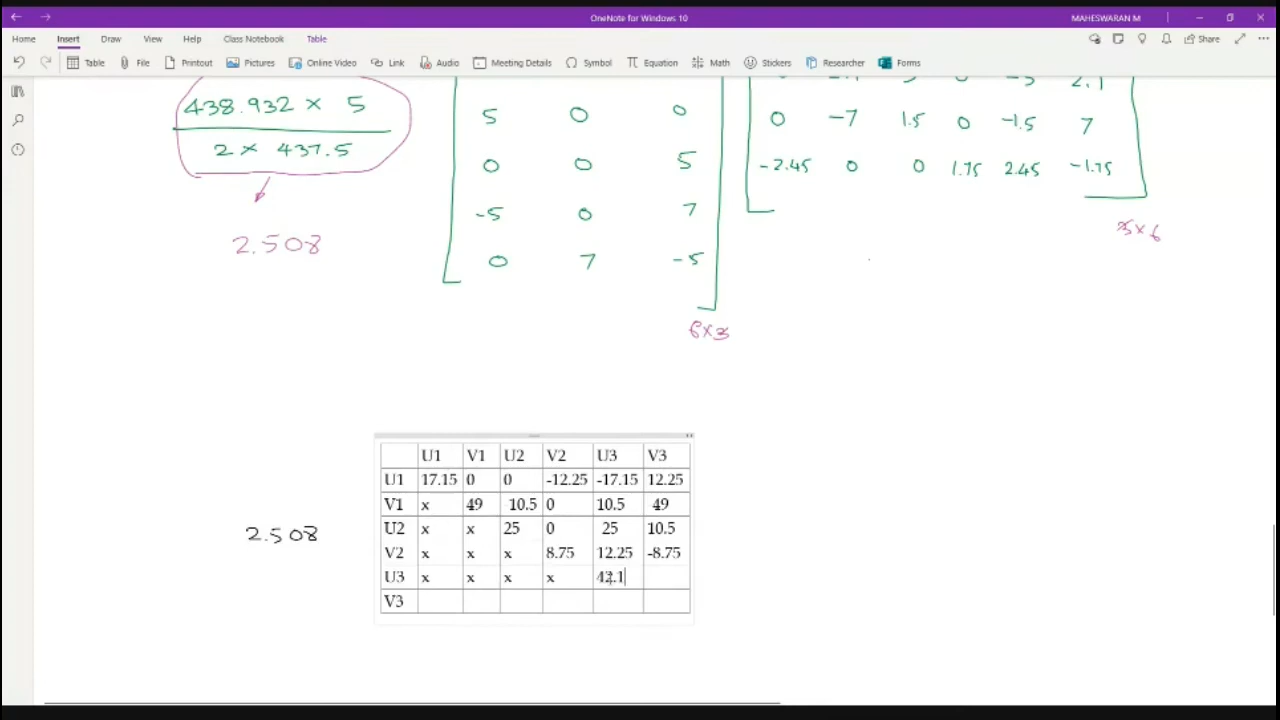 OneNote for Windows 10
MAHESWARAN M
Home Insert Draw View Help Class Notebook Table
Share
Table File Printout Pictures Online Video Link Audio Meeting Details Symbol Equation Math Stickers Researcher Forms
438.932 × 5
2 × 437.5
2.508
5 0 0
0 0 5
-5 0 7
0 7 -5
6×3
2.1
0 -7 1.5 0 -1.5 7
-2.45 0 0 1.75 2.45 -1.75
×6
2.508
U1 V1 U2 V2 U3 V3
U1 17.15 0 0 -12.25 -17.15 12.25
V1 x 49 10.5 0 10.5 49
U2 x x 25 0 25 10.5
V2 x x x 8.75 12.25 -8.75
U3 x x x x 42.1
V3